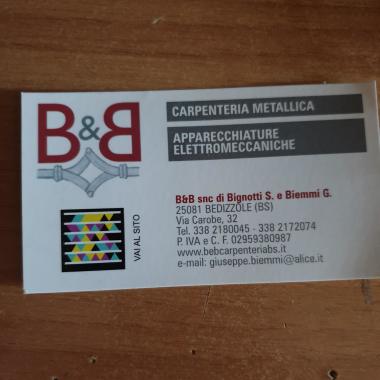 B&B
CARPENTERIA METALLICA
APPARECCHIATURE
ELETTROMECCANICHE
B&B snc di Bignotti S. e Biemmi G.
25081 BEDIZZOLE (BS)
Via Carobe, 32
Tel. 338 2180045 - 338 2172074
P. IVA e C. F. 02959380987
www.bebcarpenteriabs.it
e-mail: giuseppe.biemmi@alice.it
VAI AL SITO